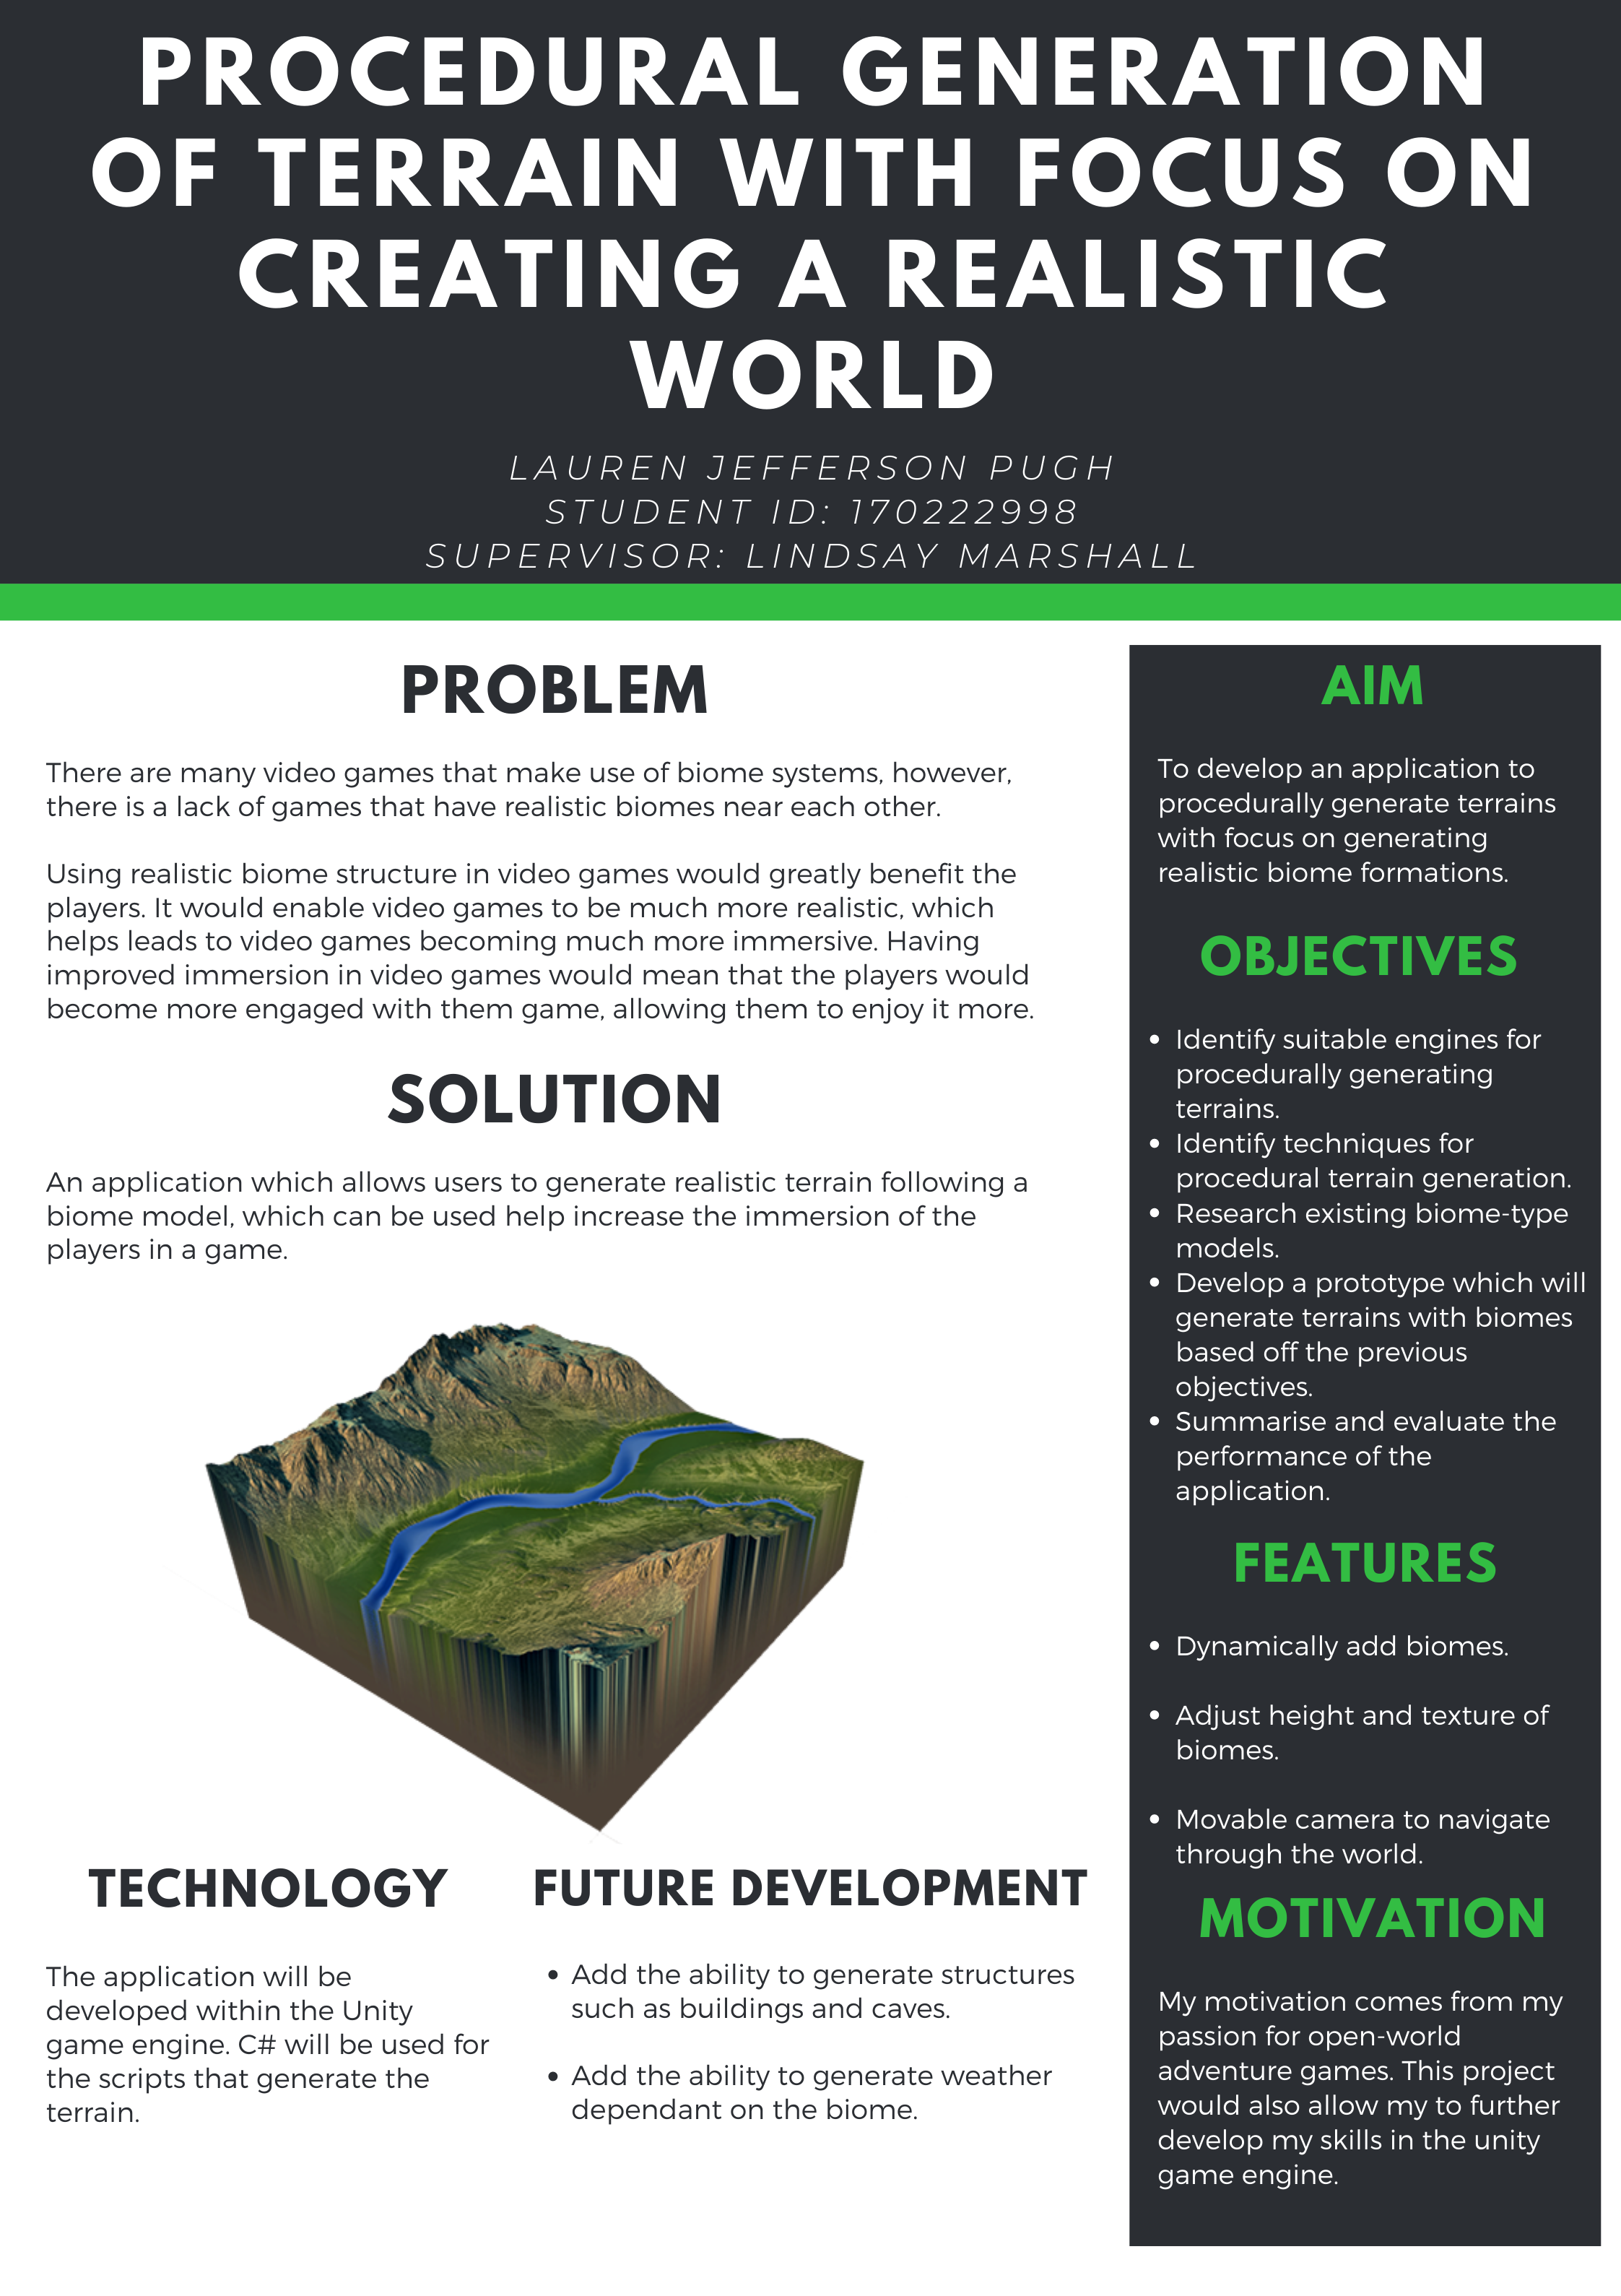 PROCEDURAL GENERATION
OF TERRAIN WITH FOCUS ON
CREATING A REALISTIC
WORLD
LAUREN JEFFERSON PUGH
STUDENT ID: 170222998
SUPERVISOR: LINDSAY MARSHALL
PROBLEM
There are many video games that make use of biome systems, however,
there is a lack of games that have realistic biomes near each other.
Using realistic biome structure in video games would greatly benefit the
players. It would enable video games to be much more realistic, which
helps leads to video games becoming much more immersive. Having
improved immersion in video games would mean that the players would
become more engaged with them game, allowing them to enjoy it more.
SOLUTION
An application which allows users to generate realistic terrain following a
biome model, which can be used help increase the immersion of the
players in a game.
TECHNOLOGY
The application will be
developed within the Unity
game engine. C# will be used for
the scripts that generate the
terrain.
FUTURE DEVELOPMENT
• Add the ability to generate structures
such as buildings and caves.
• Add the ability to generate weather
dependant on the biome.
AIM
To develop an application to
procedurally generate terrains
with focus on generating
realistic biome formations.
OBJECTIVES
• Identify suitable engines for
procedurally generating
terrains.
• Identify techniques for
procedural terrain generation.
• Research existing biome-type
models.
• Develop a prototype which will
generate terrains with biomes
based off the previous
objectives.
• Summarise and evaluate the
performance of the
application.
FEATURES
• Dynamically add biomes.
• Adjust height and texture of
biomes.
• Movable camera to navigate
through the world.
MOTIVATION
My motivation comes from my
passion for open-world
adventure games. This project
would also allow my to further
develop my skills in the unity
game engine.